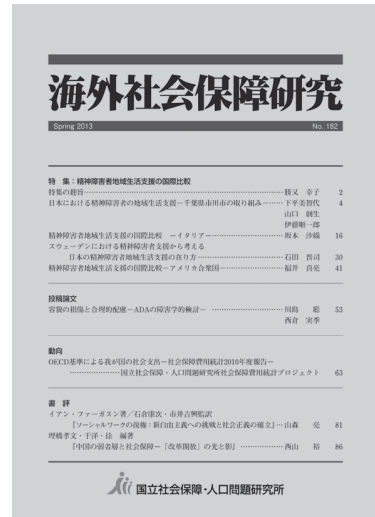 海外社会保障研究
Spring 2013 No. 182
特 集：精神障害者地域生活支援の国際比較
特集の趣旨……………………………………………………勝又 幸子 2
日本における精神障害者の地域生活支援－千葉県市川市の取り組み－……下平美智代 4
山口 創生
伊藤順一郎
精神障害者地域生活支援の国際比較 －イタリア－……………坂本 沙織 16
スウェーデンにおける精神障害者支援から考える
日本の精神障害者地域生活支援の在り方……………………石田 晋司 30
精神障害者地域生活支援の国際比較－アメリカ合衆国－………福井 貞亮 41
投稿論文
容貌の損傷と合理的配慮－ADAの障害学的検討－ ………………川島 聡 53
西倉 実季
動向
OECD基準による我が国の社会支出－社会保障費用統計2010年度報告－
…………………国立社会保障・人口問題研究所社会保障費用統計プロジェクト 63
書 評
イアン・ファーガスン著／石倉康次・市井吉興監訳
『ソーシャルワークの復権：新自由主義への挑戦と社会正義の確立』…山森 亮 81
埋橋孝文・于洋・徐 編著
『中国の弱者層と社会保障－「改革開放」の光と影』 ………………西山 裕 86
国立社会保障・人口問題研究所